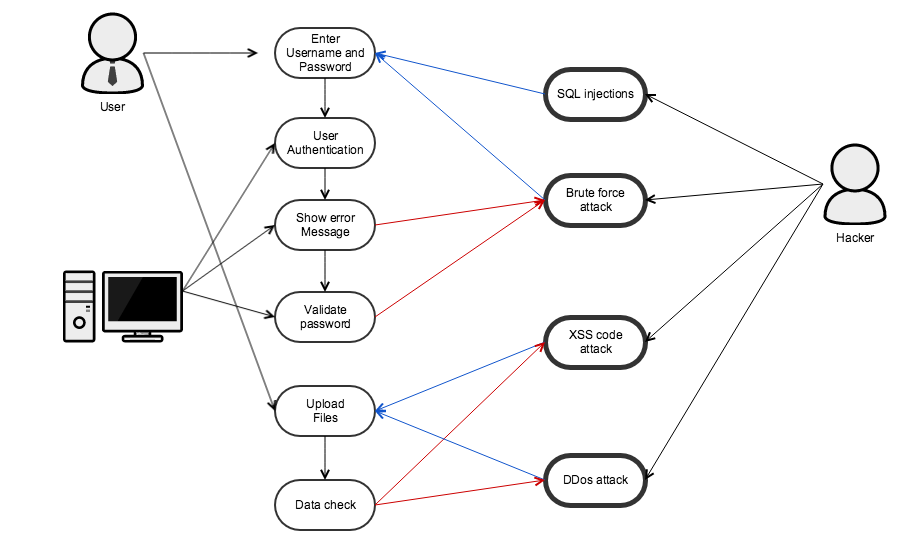 Enter
Username and
Password
User
SQL injections
User
Authentication
Brute force
attack
Show error
Message
Hacker
Validate
password
XSS code
attack
Upload
Files
DDos attack
Data check